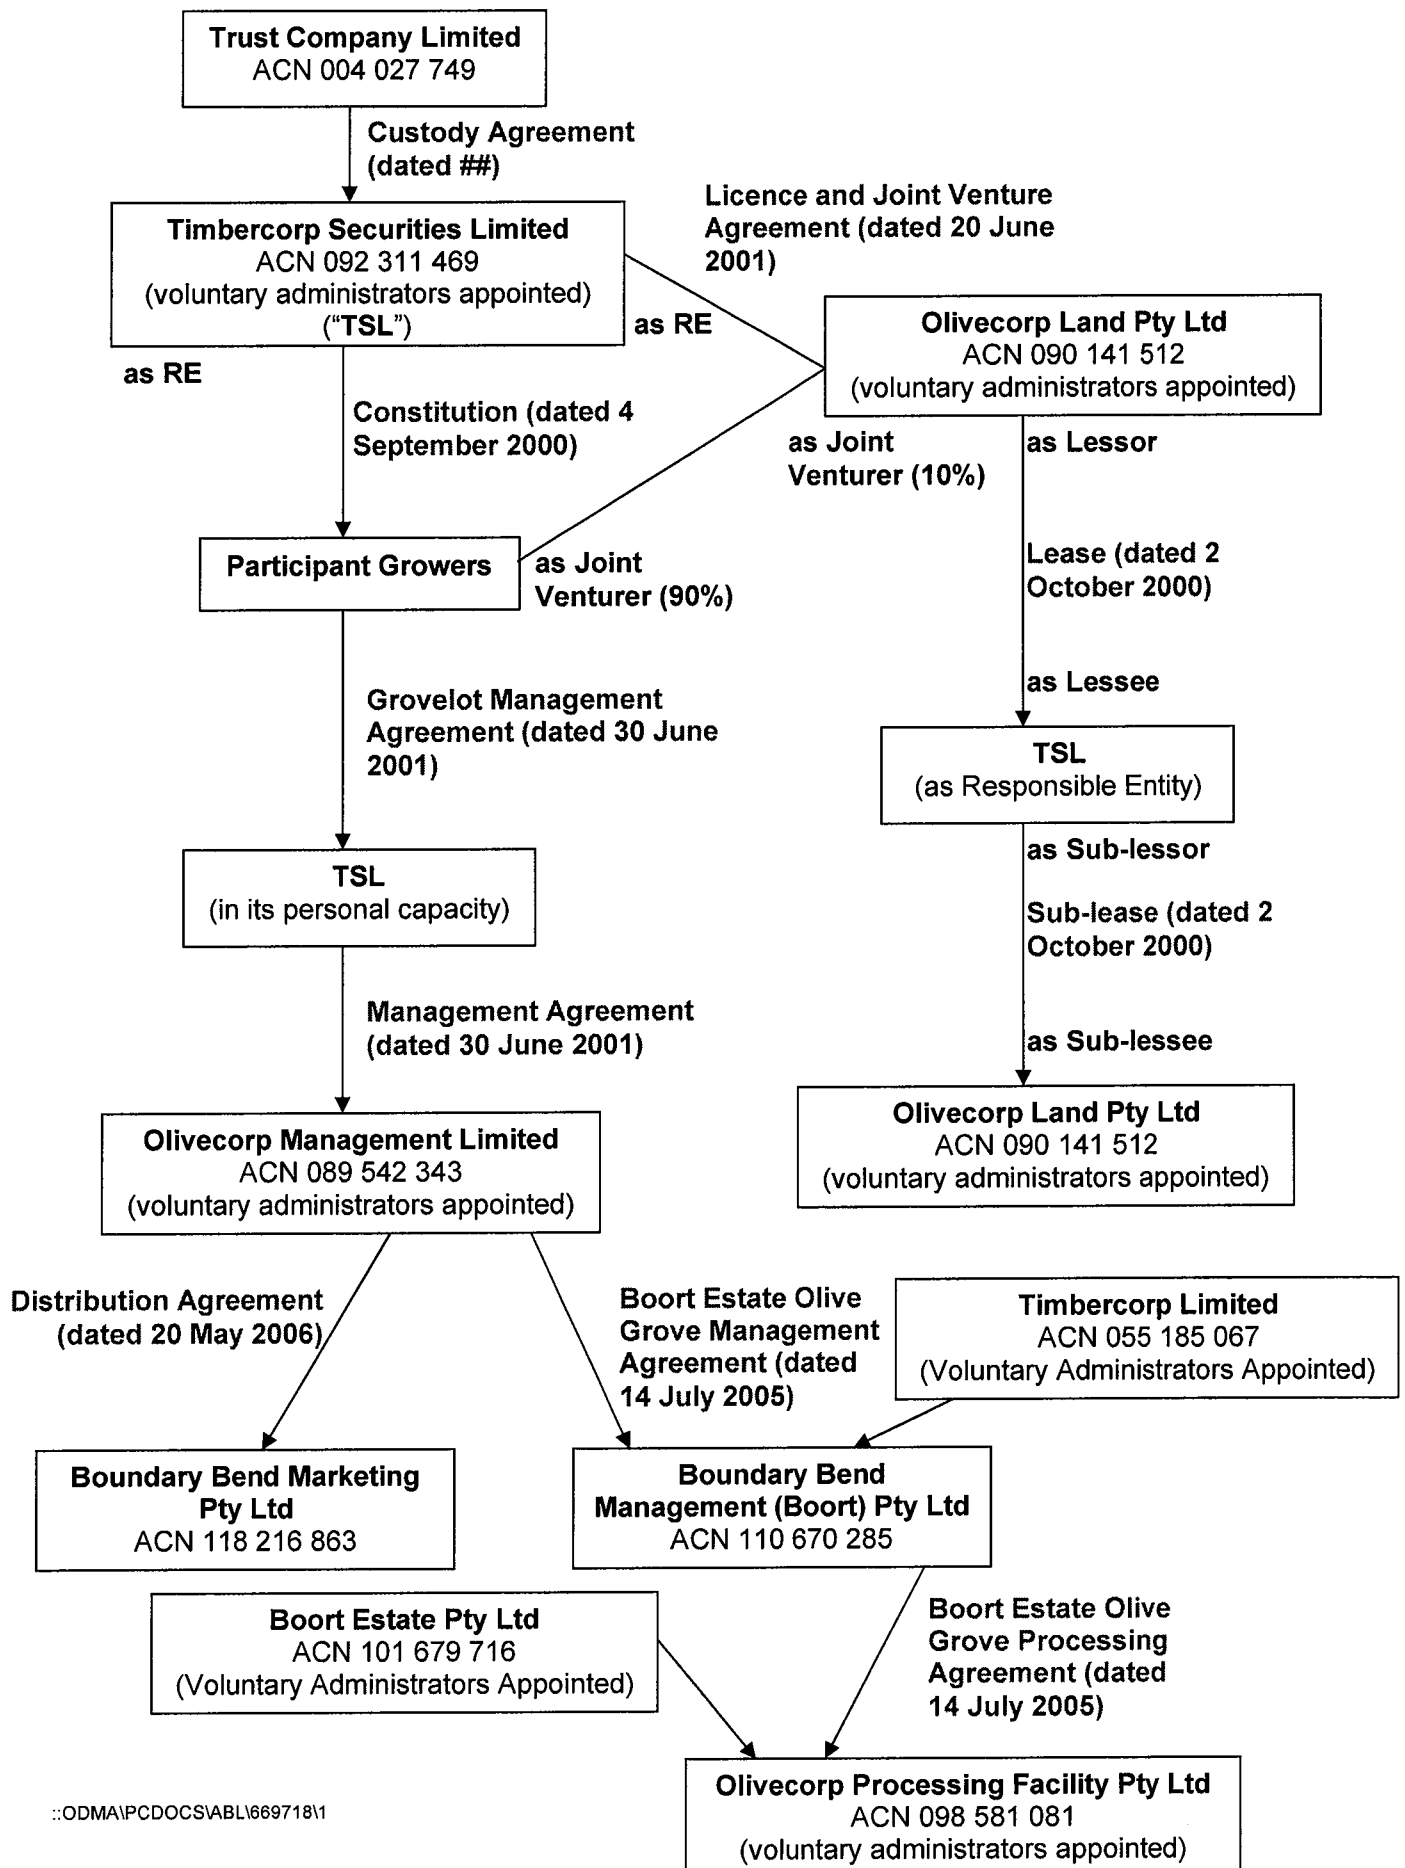 Trust Company Limited
ACN 004 027 749
Custody Agreement
(dated ##)
Timbercorp Securities Limited
ACN 092 311 469
(voluntary administrators appointed)
("TSL")
Licence and Joint Venture
Agreement (dated 20 June
2001)
as RE
as RE
Olivecorp Land Pty Ltd
ACN 090 141 512
(voluntary administrators appointed)
Constitution (dated 4
September 2000)
as Joint
Venturer (10%)
as Lessor
Participant Growers
as Joint
Venturer (90%)
Lease (dated 2
October 2000)
as Lessee
Grovelot Management
Agreement (dated 30 June
2001)
TSL
(as Responsible Entity)
as Sub-lessor
TSL
(in its personal capacity)
Sub-lease (dated 2
October 2000)
Management Agreement
(dated 30 June 2001)
as Sub-lessee
Olivecorp Management Limited
ACN 089 542 343
(voluntary administrators appointed)
Olivecorp Land Pty Ltd
ACN 090 141 512
(voluntary administrators appointed)
Distribution Agreement
(dated 20 May 2006)
Boort Estate Olive
Grove Management
Agreement (dated
14 July 2005)
Timbercorp Limited
ACN 055 185 067
(Voluntary Administrators Appointed)
Boundary Bend Marketing
Pty Ltd
ACN 118 216 863
Boundary Bend
Management (Boort) Pty Ltd
ACN 110 670 285
Boort Estate Pty Ltd
ACN 101 679 716
(Voluntary Administrators Appointed)
Boort Estate Olive
Grove Processing
Agreement (dated
14 July 2005)
Olivecorp Processing Facility Pty Ltd
ACN 098 581 081
(voluntary administrators appointed)
::ODMA\PCDOCS\ABL\669718\1